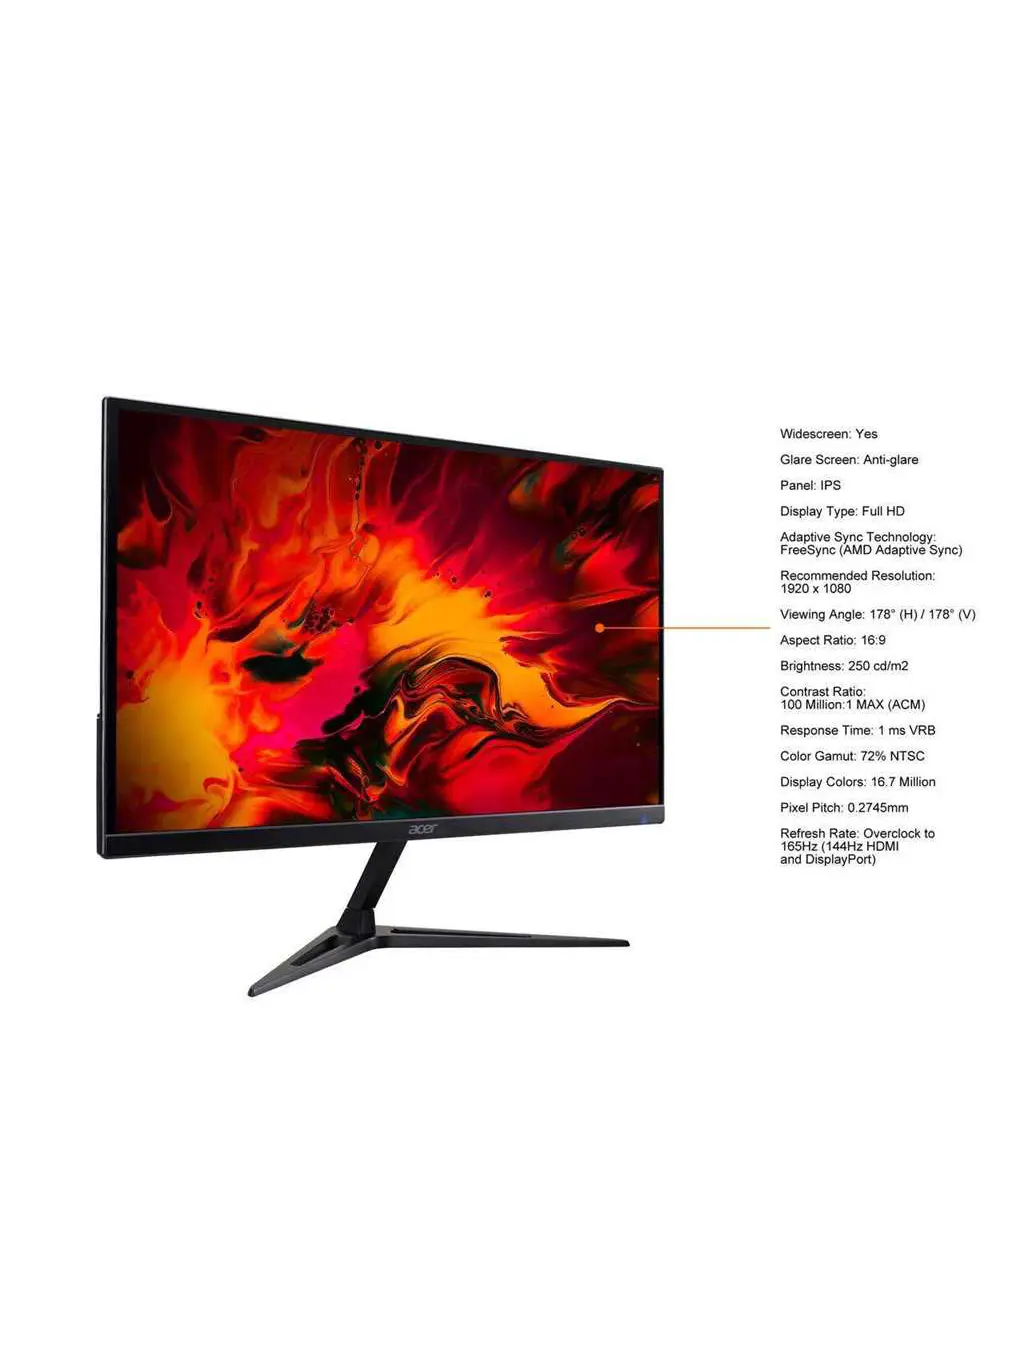 Widescreen: Yes
Glare Screen: Anti-glare
Panel: IPS
Display Type: Full HD
Adaptive Sync Technology:
FreeSync (AMD Adaptive Sync)
Recommended Resolution:
1920 x 1080
Viewing Angle: 178° (H) / 178° (V)
Aspect Ratio: 16:9
Brightness: 250 cd/m2
Contrast Ratio:
100 Million:1 MAX (ACM)
Response Time: 1 ms VRB
Color Gamut: 72% NTSC
Display Colors: 16.7 Million
Pixel Pitch: 0.2745mm
Refresh Rate: Overclock to
165Hz (144Hz HDMI
and DisplayPort)
acer